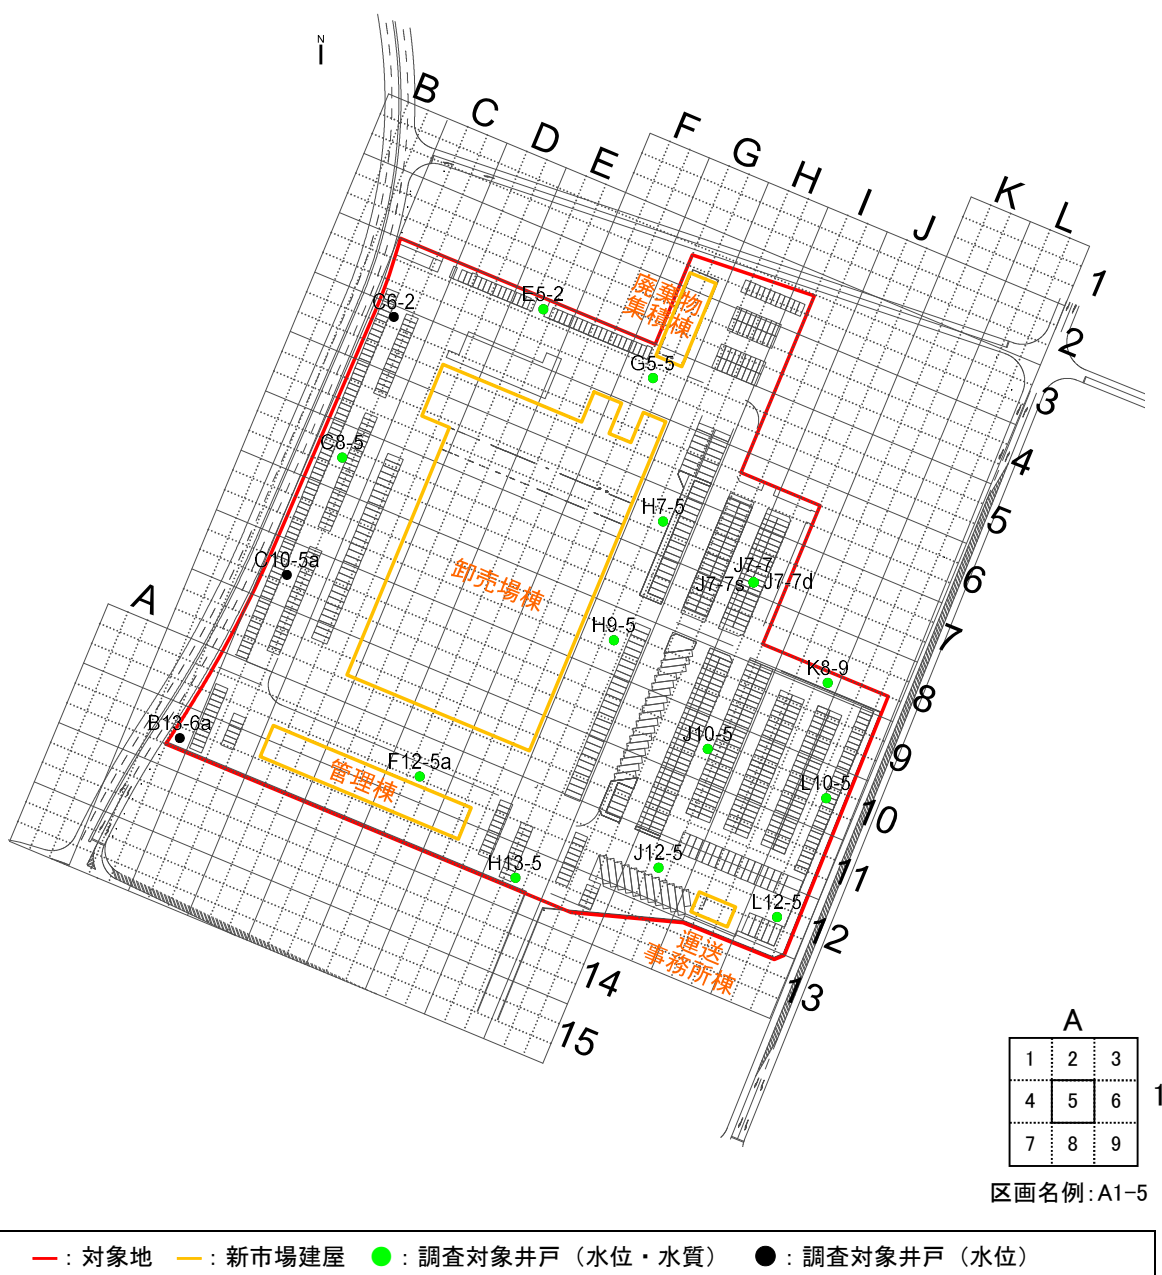 N
B
C
D
E
F
G
H
I
J
K
L
1
2
3
4
5
6
7
8
9
10
11
12
13
14
15
A
廃棄物
集積棟
C6-2
E5-2
G5-5
C8-5
H7-5
C10-5a
卸売場棟
J7-7
J7-7s
J7-7d
H9-5
K8-9
B13-6a
F12-5a
管理棟
J10-5
L10-5
J12-5
H13-5
L12-5
運送
事務所棟
A
1 2 3
4 5 6
7 8 9
1
区画名例:A1-5
:対象地 :新市場建屋 :調査対象井戸(水位・水質) :調査対象井戸(水位)